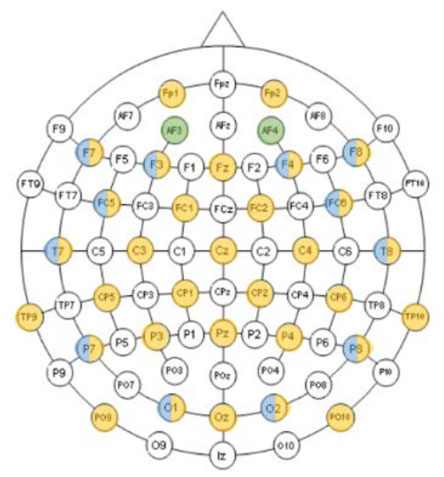 Fp1 Fpz Fp2
AF7 AF3 AFz AF4 AF8
F9 F7 F5 F3 F1 Fz F2 F4 F6 F8 F10
FT9 FT7 FC5 FC3 FC1 FCz FC2 FC4 FC6 FT8 FT10
T7 C5 C3 C1 Cz C2 C4 C6 T8
TP9 TP7 CP5 CP3 CP1 CPz CP2 CP4 CP6 TP8 TP10
P9 P7 P5 P3 P1 Pz P2 P4 P6 P8 P10
PO9 PO7 PO3 POz PO4 PO8 PO10
O1 Oz O2
O9 Iz O10